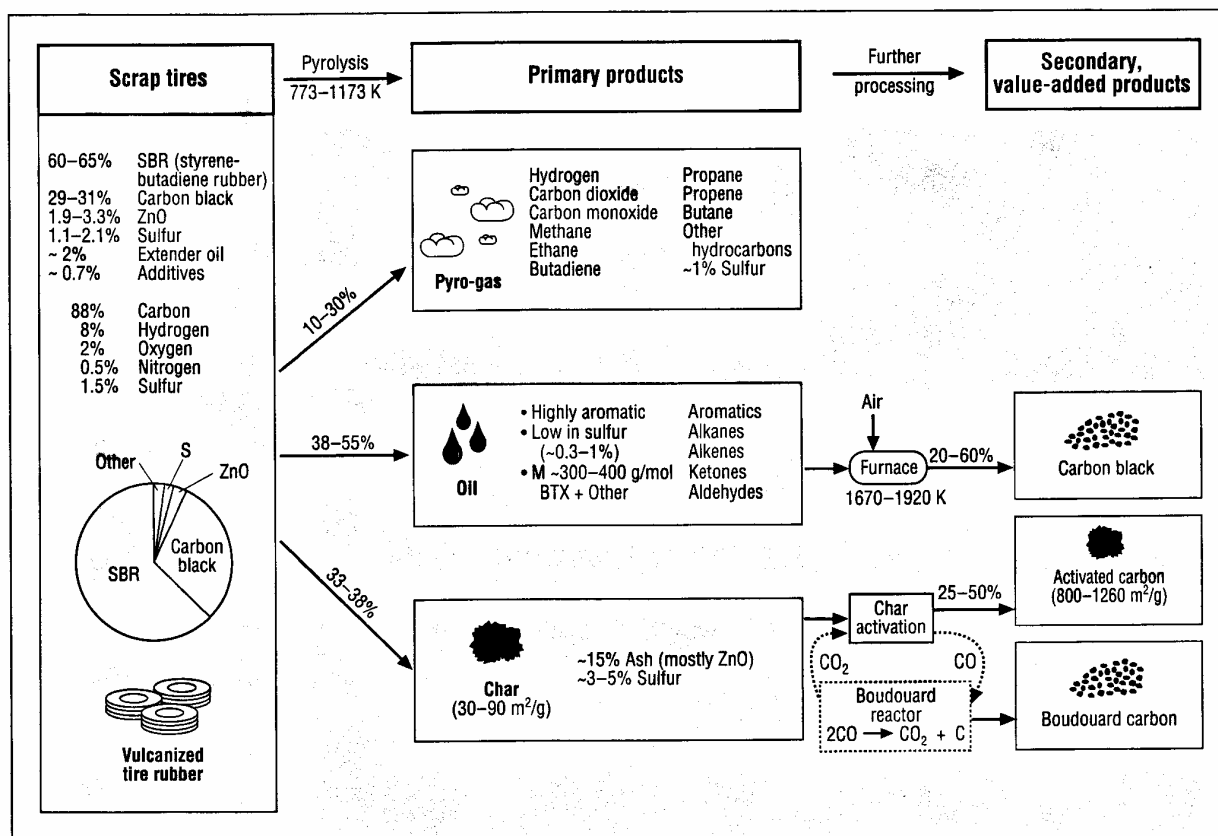 Scrap tires
Pyrolysis
773–1173 K
Primary products
Further
processing
Secondary,
value-added products
60–65% SBR (styrene-
butadiene rubber)
29–31% Carbon black
1.9–3.3% ZnO
1.1–2.1% Sulfur
~ 2% Extender oil
~ 0.7% Additives
88% Carbon
8% Hydrogen
2% Oxygen
0.5% Nitrogen
1.5% Sulfur
Other
S
ZnO
Carbon
black
SBR
Vulcanized
tire rubber
10–30%
38–55%
33–38%
Hydrogen Propane
Carbon dioxide Propene
Carbon monoxide Butane
Methane Other
Ethane hydrocarbons
Butadiene ~1% Sulfur
Pyro-gas
• Highly aromatic Aromatics
• Low in sulfur Alkanes
(~0.3–1%) Alkenes
• M ~300–400 g/mol Ketones
BTX + Other Aldehydes
Oil
Air
Furnace
1670–1920 K
20–60%
Carbon black
~15% Ash (mostly ZnO)
~3–5% Sulfur
Char
(30–90 m²/g)
Char
activation
25–50%
Activated carbon
(800–1260 m²/g)
CO₂
CO
Boudouard
reactor
2CO → CO₂ + C
Boudouard carbon